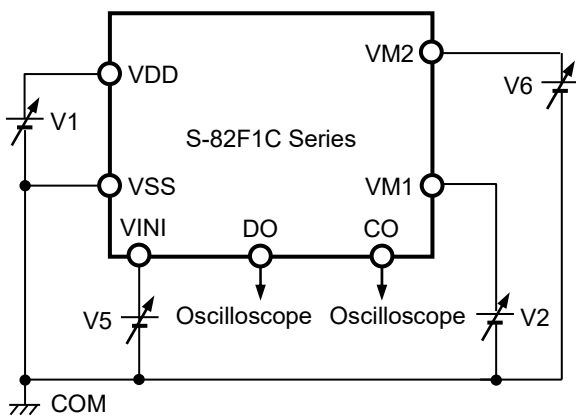 VM2
VDD
V6
V1
S-82F1C Series
VSS
VM1
VINI
DO
CO
V5
Oscilloscope
Oscilloscope
V2
COM